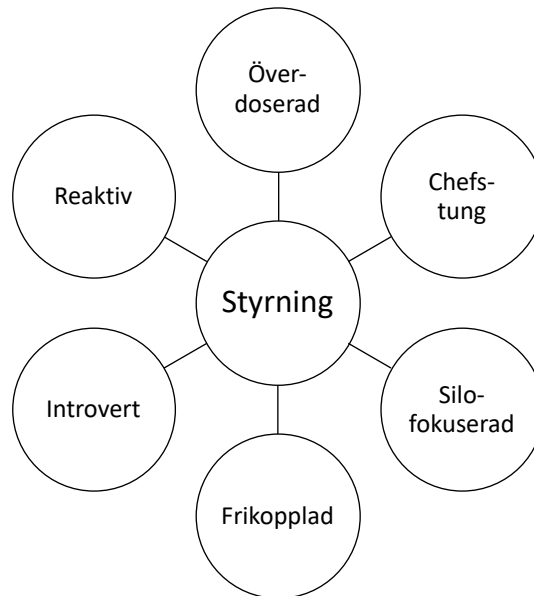 Över-
doserad
Chefs-
tung
Silo-
fokuserad
Frikopplad
Introvert
Reaktiv
Styrning